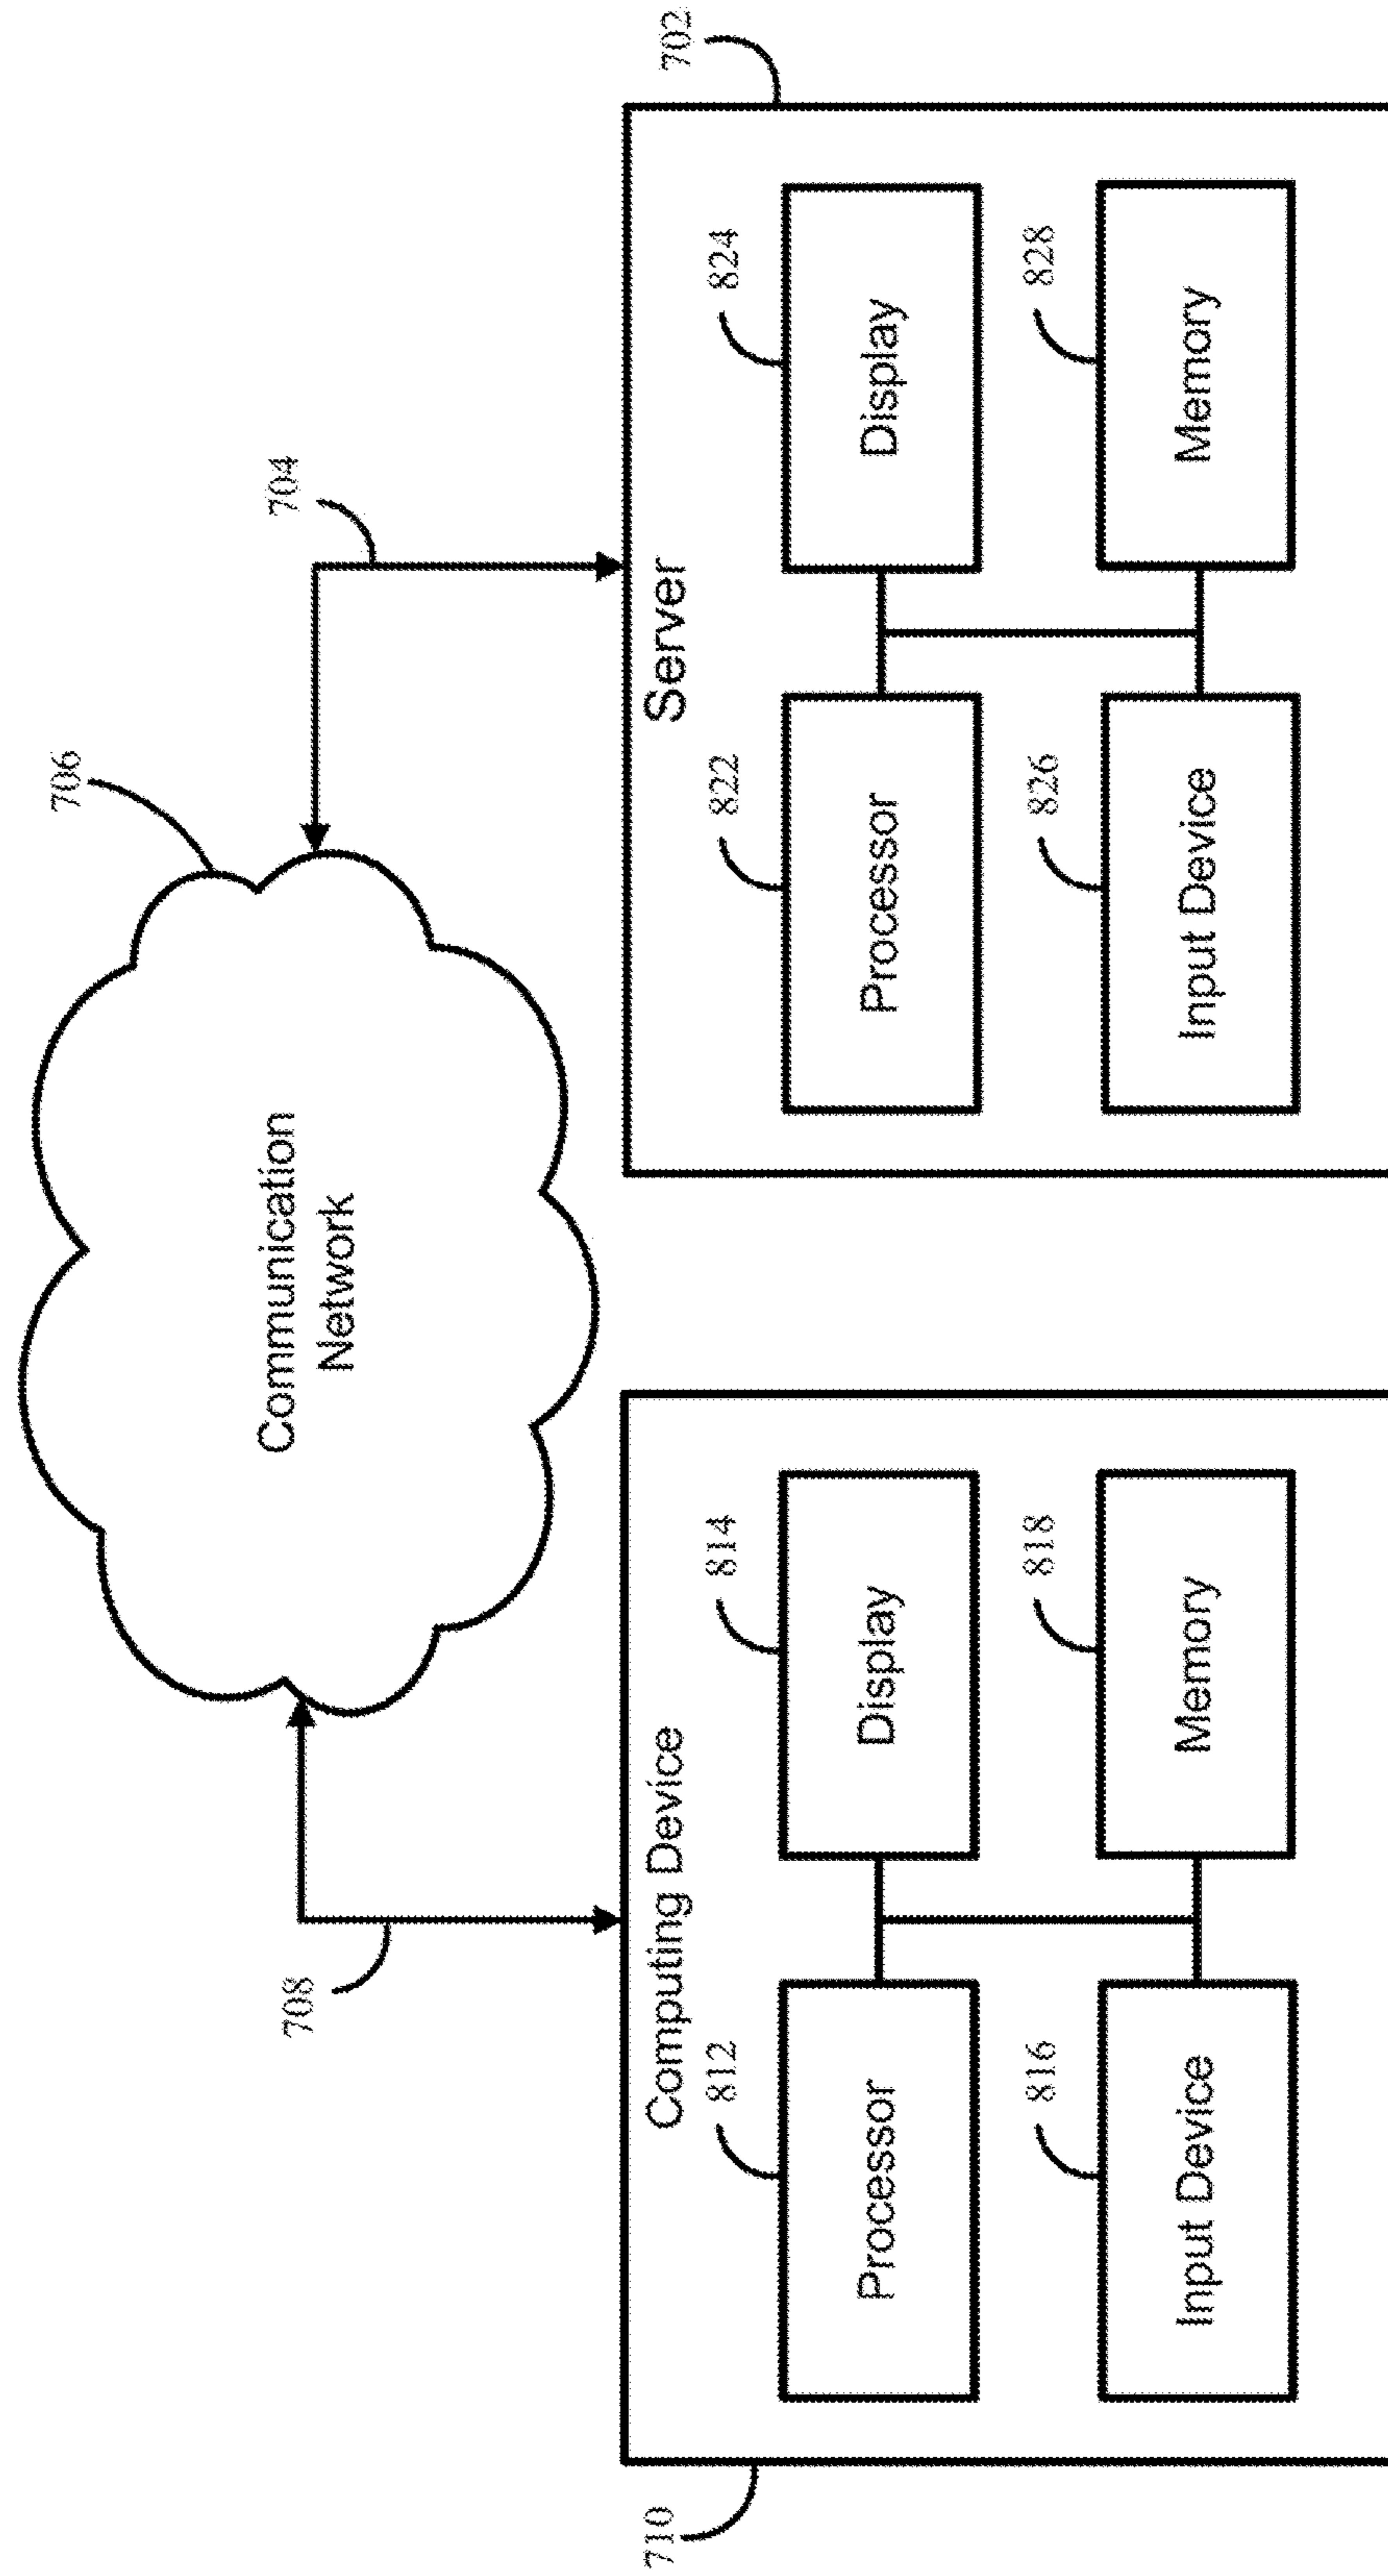 706
Communication
Network
708
704
710
Computing Device
812
Processor
814
Display
816
Input Device
818
Memory
702
Server
822
Processor
824
Display
826
Input Device
828
Memory